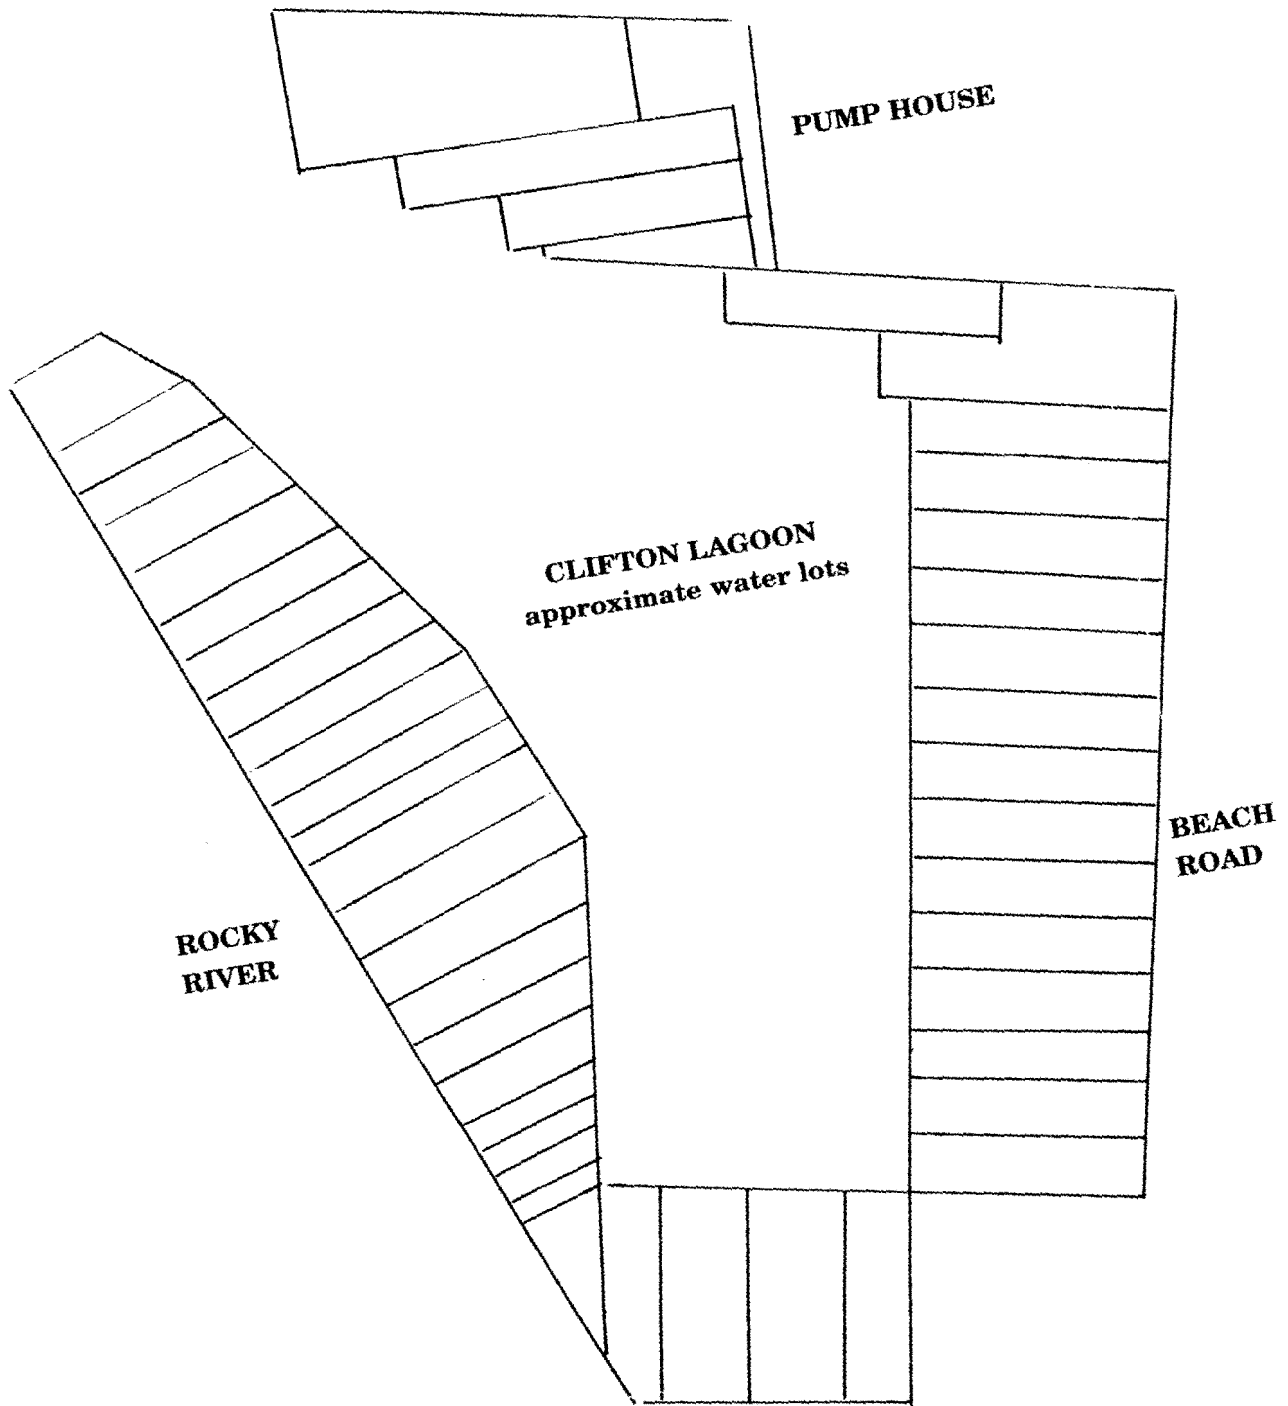 PUMP HOUSE
CLIFTON LAGOON
approximate water lots
BEACH
ROAD
ROCKY
RIVER